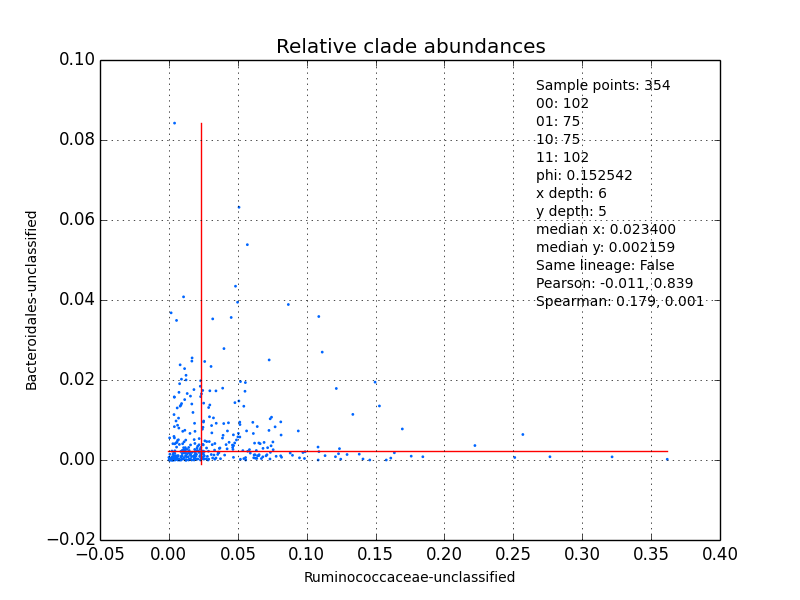 Relative clade abundances
0.10
0.08
0.06
0.04
0.02
0.00
−0.02
Bacteroidales-unclassified
Sample points: 354
00: 102
01: 75
10: 75
11: 102
phi: 0.152542
x depth: 6
y depth: 5
median x: 0.023400
median y: 0.002159
Same lineage: False
Pearson: -0.011, 0.839
Spearman: 0.179, 0.001
−0.05 0.00 0.05 0.10 0.15 0.20 0.25 0.30 0.35 0.40
Ruminococcaceae-unclassified